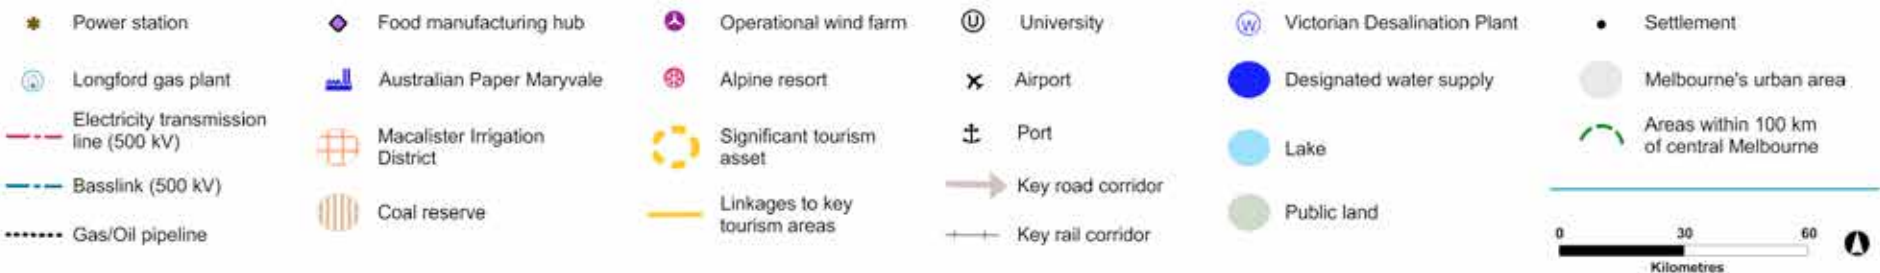 Power station
Longford gas plant
Electricity transmission
line (500 kV)
Basslink (500 kV)
Gas/Oil pipeline
Food manufacturing hub
Australian Paper Maryvale
Macalister Irrigation
District
Coal reserve
Operational wind farm
Alpine resort
Significant tourism
asset
Linkages to key
tourism areas
U University
Airport
Port
Key road corridor
Key rail corridor
W Victorian Desalination Plant
Designated water supply
Lake
Public land
Settlement
Melbourne's urban area
Areas within 100 km
of central Melbourne
0 30 60
Kilometres